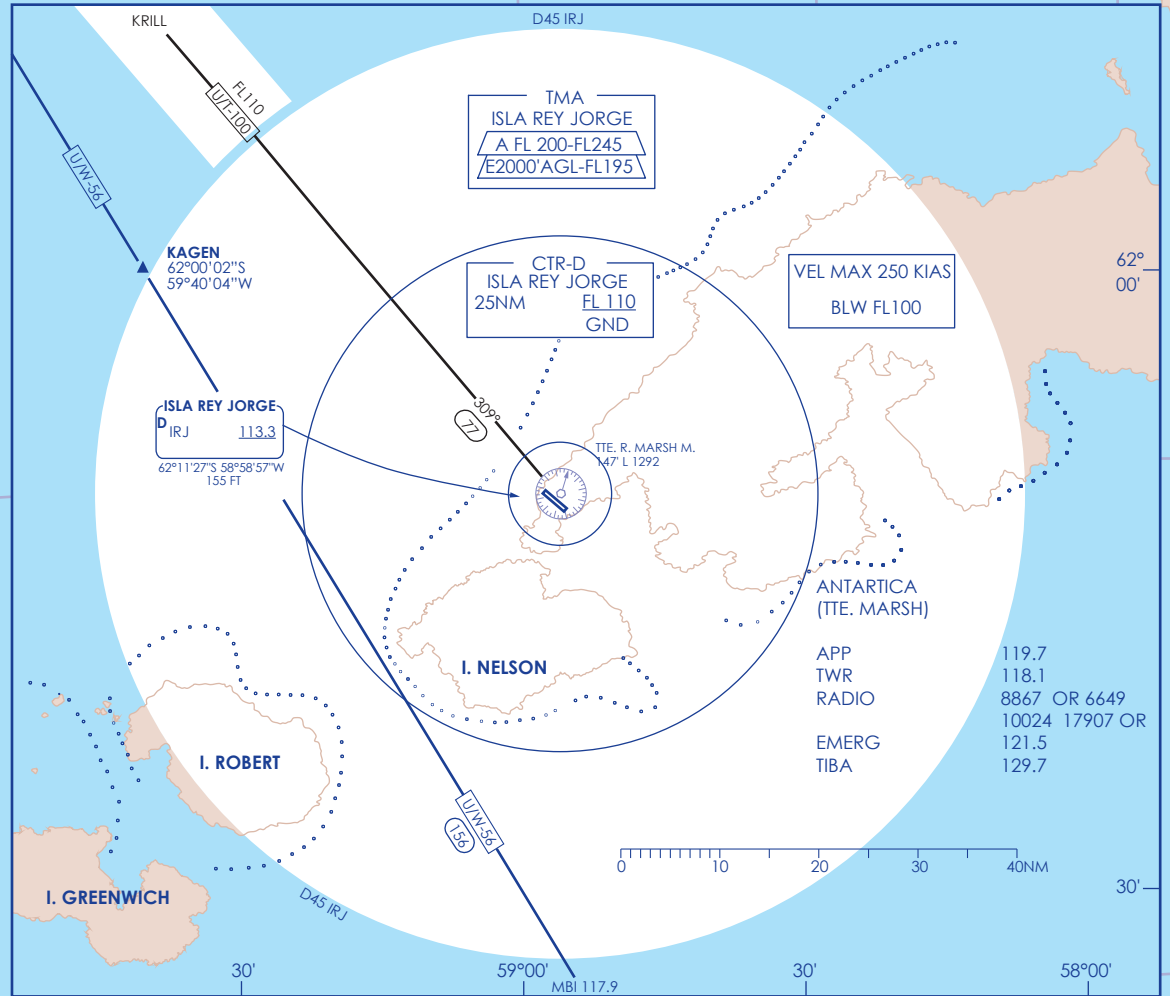 KRILL
D45 IRJ
FL110
U/T-100
TMA
ISLA REY JORGE
A FL 200-FL245
E2000'AGL-FL195
U/W-56
KAGEN
62°00'02"S
59°40'04"W
CTR-D
ISLA REY JORGE
25NM FL 110
GND
VEL MAX 250 KIAS
BLW FL100
62°
00'
ISLA REY JORGE
D IRJ 113.3
62°11'27"S 58°58'57"W
155 FT
309°
77
TTE. R. MARSH M.
147' L 1292
ANTARTICA
(TTE. MARSH)
APP 119.7
TWR 118.1
RADIO 8867 OR 6649
10024 17907 OR
EMERG 121.5
TIBA 129.7
I. NELSON
I. ROBERT
U/W-56
156
0 10 20 30 40NM
I. GREENWICH
D45 IRJ
30'
30' 59°00' 30' 58°00'
MBI 117.9